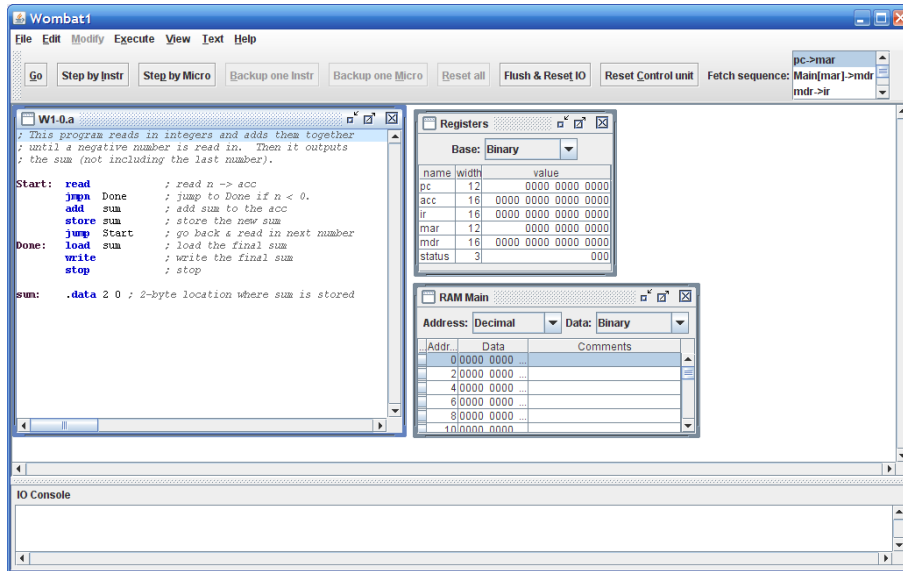 Wombat1
File Edit Modify Execute View Text Help
Go Step by Instr Step by Micro Backup one Instr Backup one Micro Reset all Flush & Reset IO Reset Control unit Fetch sequence:
pc->mar
Main[mar]->mdr
mdr->ir
W1-0.a
; This program reads in integers and adds them together
; until a negative number is read in. Then it outputs
; the sum (not including the last number).
Start: read ; read n -> acc
jmpn Done ; jump to Done if n < 0.
add sum ; add sum to the acc
store sum ; store the new sum
jump Start ; go back & read in next number
Done: load sum ; load the final sum
write ; write the final sum
stop ; stop
sum: .data 2 0 ; 2-byte location where sum is stored
Registers
Base: Binary
name width value
pc 12 0000 0000 0000
acc 16 0000 0000 0000 0000
ir 16 0000 0000 0000 0000
mar 12 0000 0000 0000
mdr 16 0000 0000 0000 0000
status 3 000
RAM Main
Address: Decimal Data: Binary
... Addr... Data Comments
0 0000 0000 ...
2 0000 0000 ...
4 0000 0000 ...
6 0000 0000 ...
8 0000 0000 ...
10 0000 0000 ...
IO Console